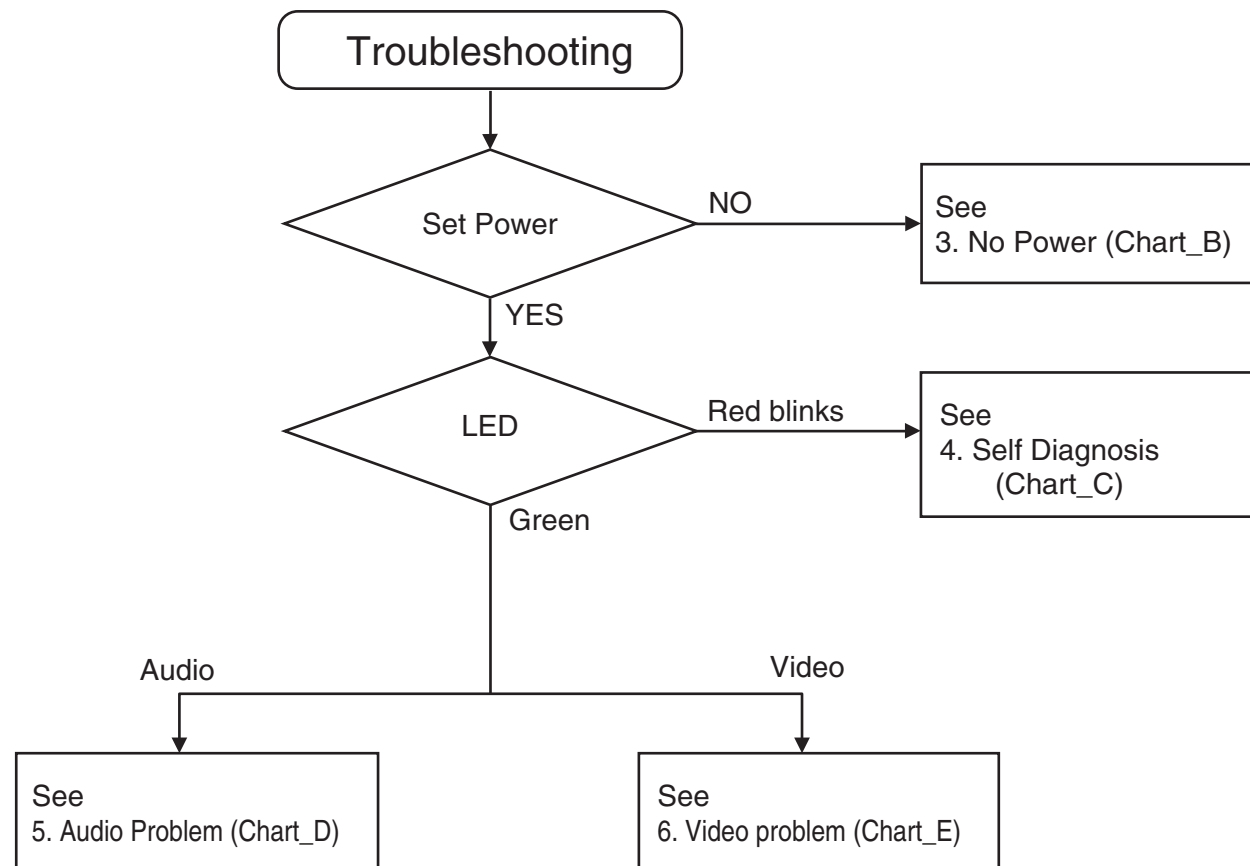 Troubleshooting
Set Power
NO
See
3. No Power (Chart_B)
YES
LED
Red blinks
See
4. Self Diagnosis
(Chart_C)
Green
Audio
Video
See
5. Audio Problem (Chart_D)
See
6. Video problem (Chart_E)